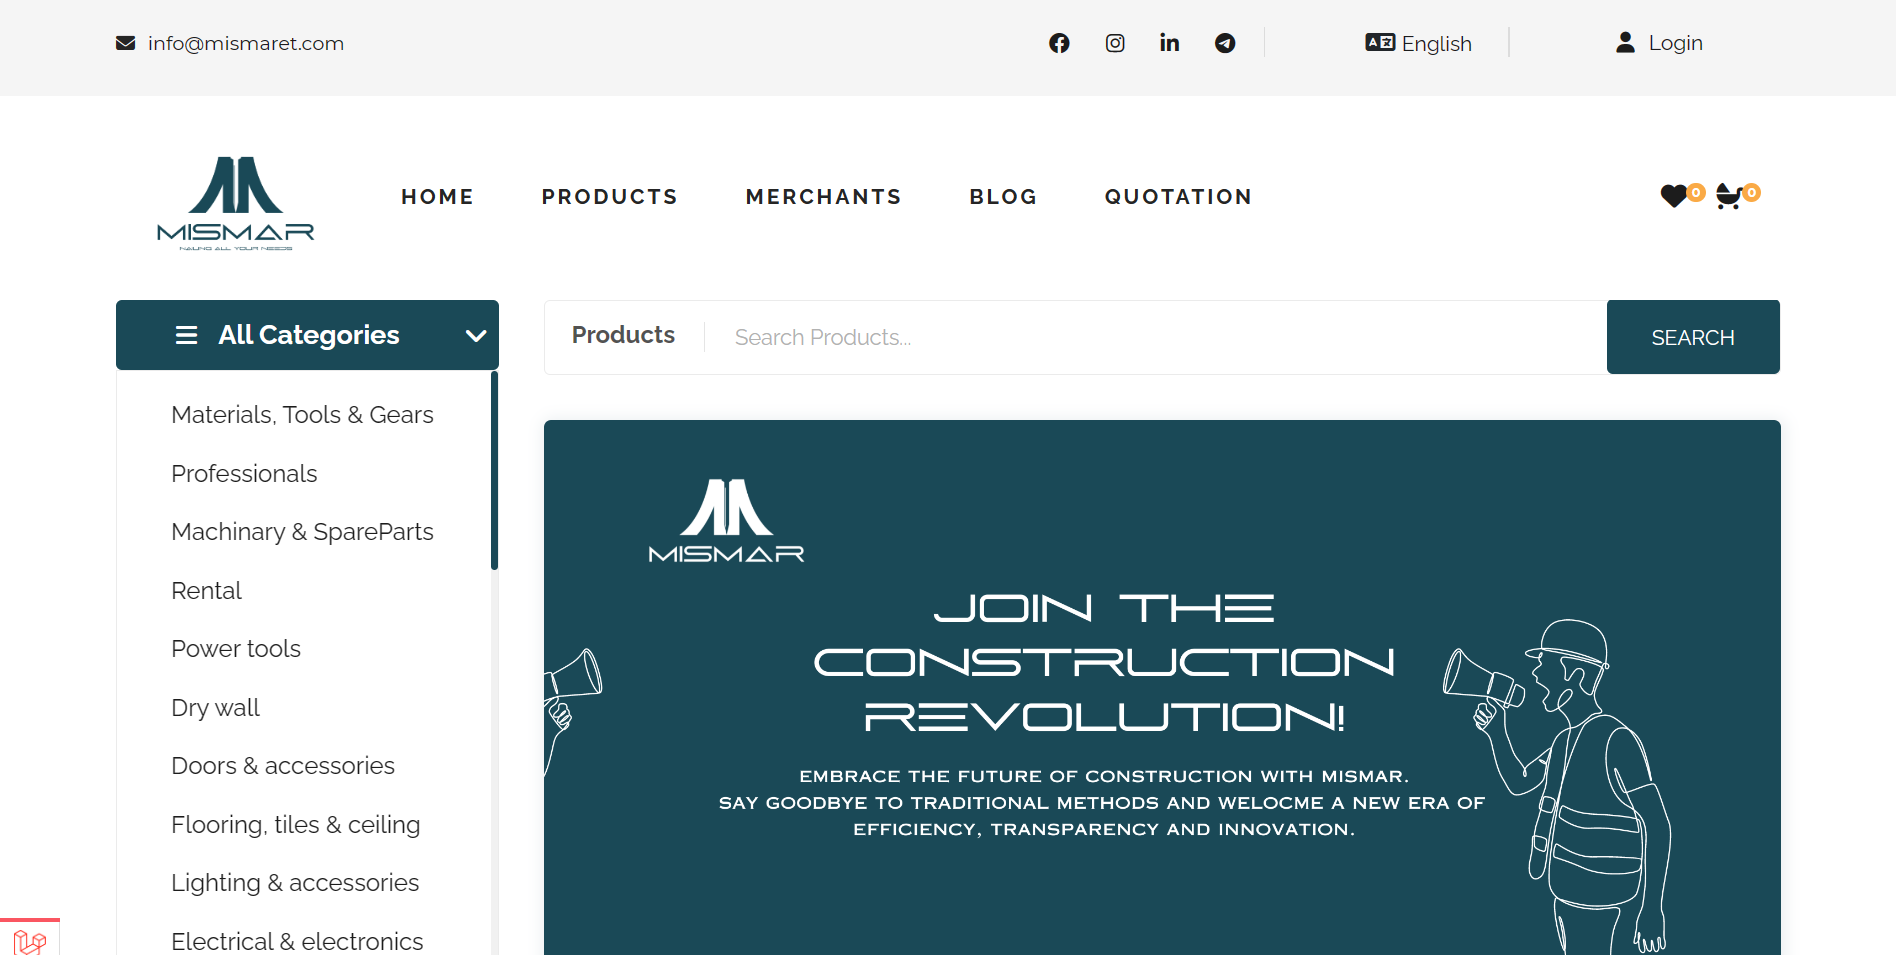 info@mismaret.com
English
Login
MISMAR
NAILING ALL YOUR NEEDS
HOME
PRODUCTS
MERCHANTS
BLOG
QUOTATION
0
0
All Categories
Products
Search Products...
SEARCH
Materials, Tools & Gears
Professionals
Machinary & SpareParts
Rental
Power tools
Dry wall
Doors & accessories
Flooring, tiles & ceiling
Lighting & accessories
Electrical & electronics
MISMAR
JOIN THE
CONSTRUCTION
REVOLUTION!
EMBRACE THE FUTURE OF CONSTRUCTION WITH MISMAR.
SAY GOODBYE TO TRADITIONAL METHODS AND WELOCME A NEW ERA OF
EFFICIENCY, TRANSPARENCY AND INNOVATION.